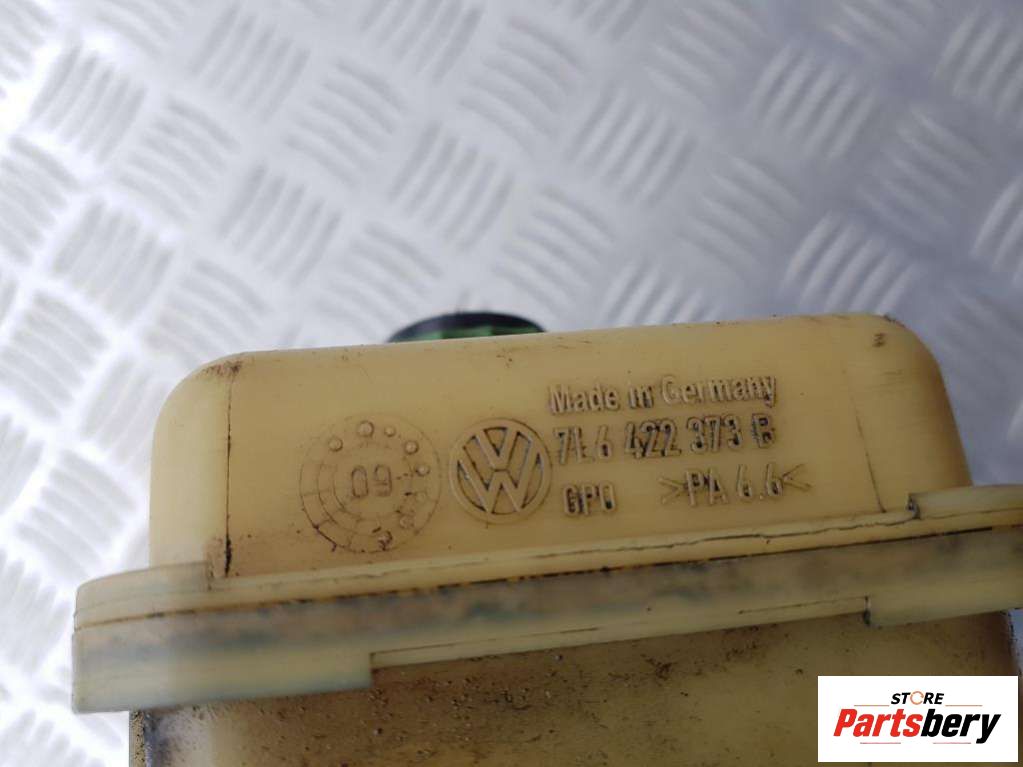 Made in Germany
7L6 422 373 B
GPO >PA 6.6<
09
STORE
Partsbery